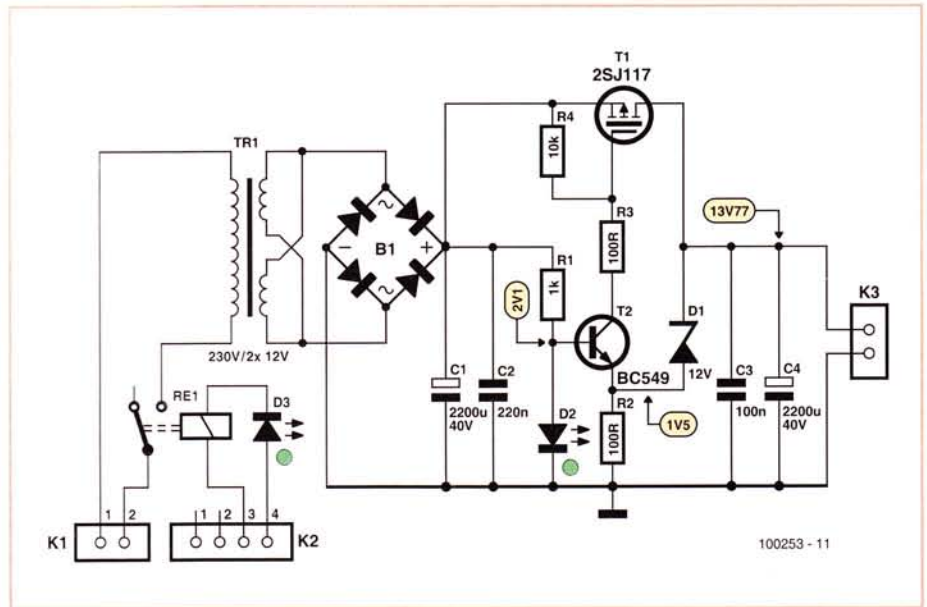 T1
2SJ117
R4
10k
TR1
R3
100R
13V77
B1
~
~
−
+
R1
1k
2V1
K3
T2
D1
BC549
12V
230V/2x 12V
C1
2200u
40V
C2
220n
R2
100R
1V5
C3
100n
C4
2200u
40V
RE1
D3
D2
K1
1 2
K2
1 2 3 4
100253 - 11